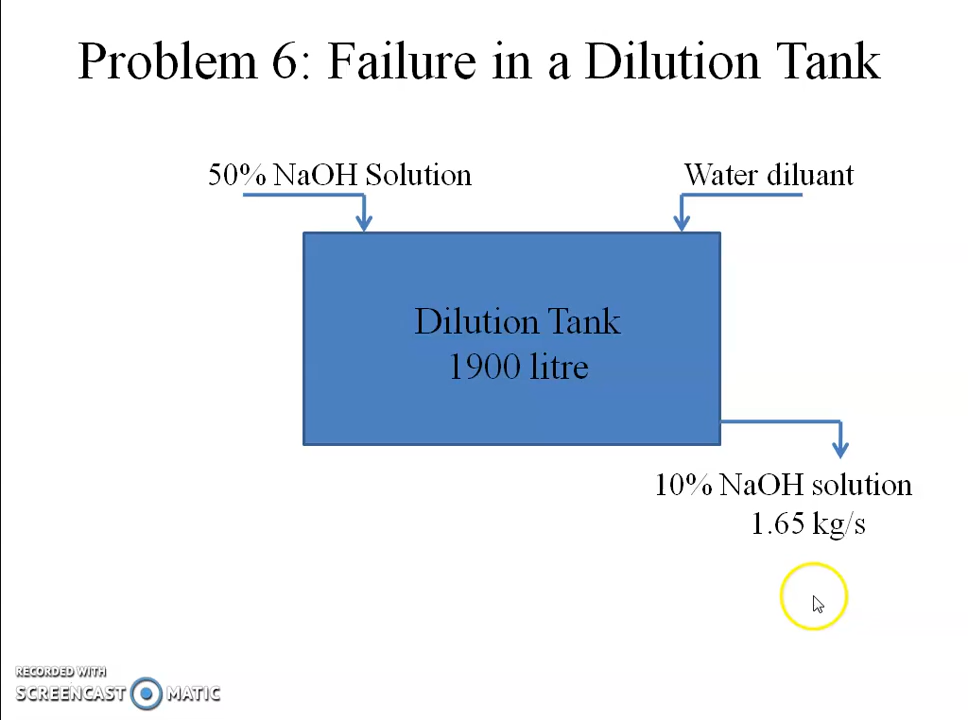 Problem 6: Failure in a Dilution Tank
50% NaOH Solution
Water diluant
Dilution Tank
1900 litre
10% NaOH solution
1.65 kg/s
RECORDED WITH
SCREENCAST MATIC